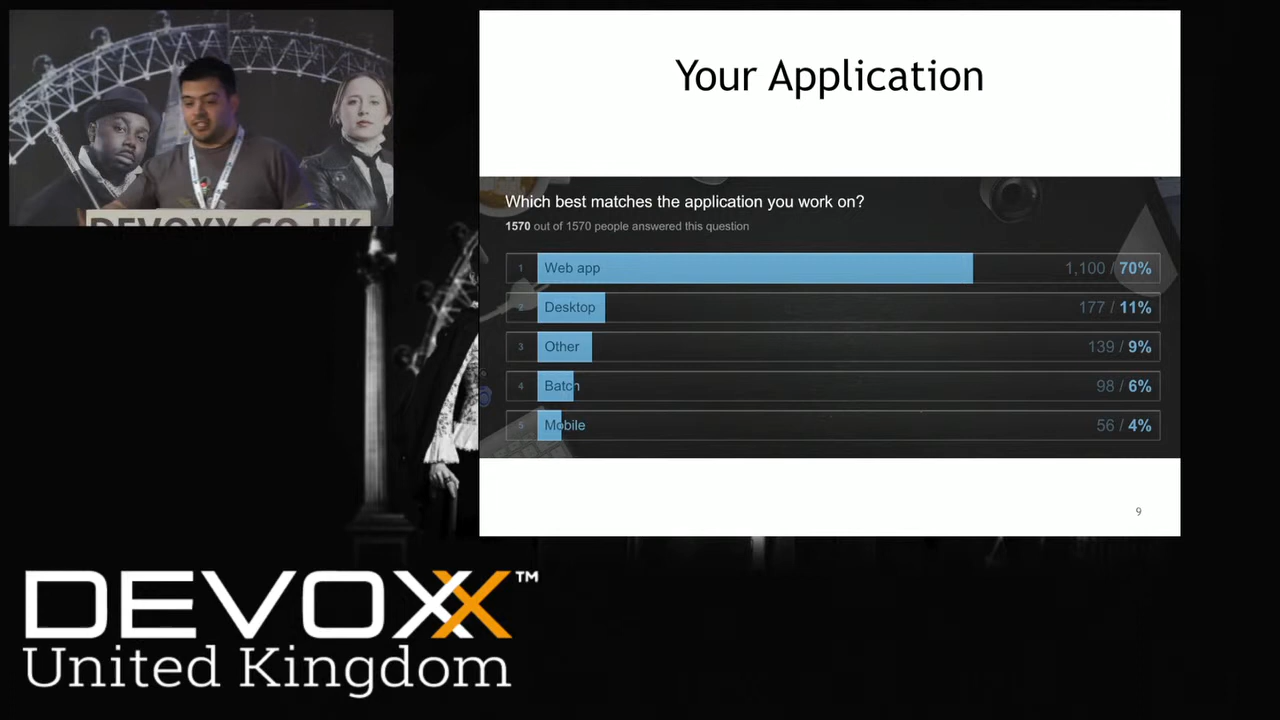 DEVOXX.CO.UK
Your Application
Which best matches the application you work on?
1570 out of 1570 people answered this question
1 Web app 1,100 / 70%
2 Desktop 177 / 11%
3 Other 139 / 9%
4 Batch 98 / 6%
5 Mobile 56 / 4%
9
DEVOXX™
United Kingdom